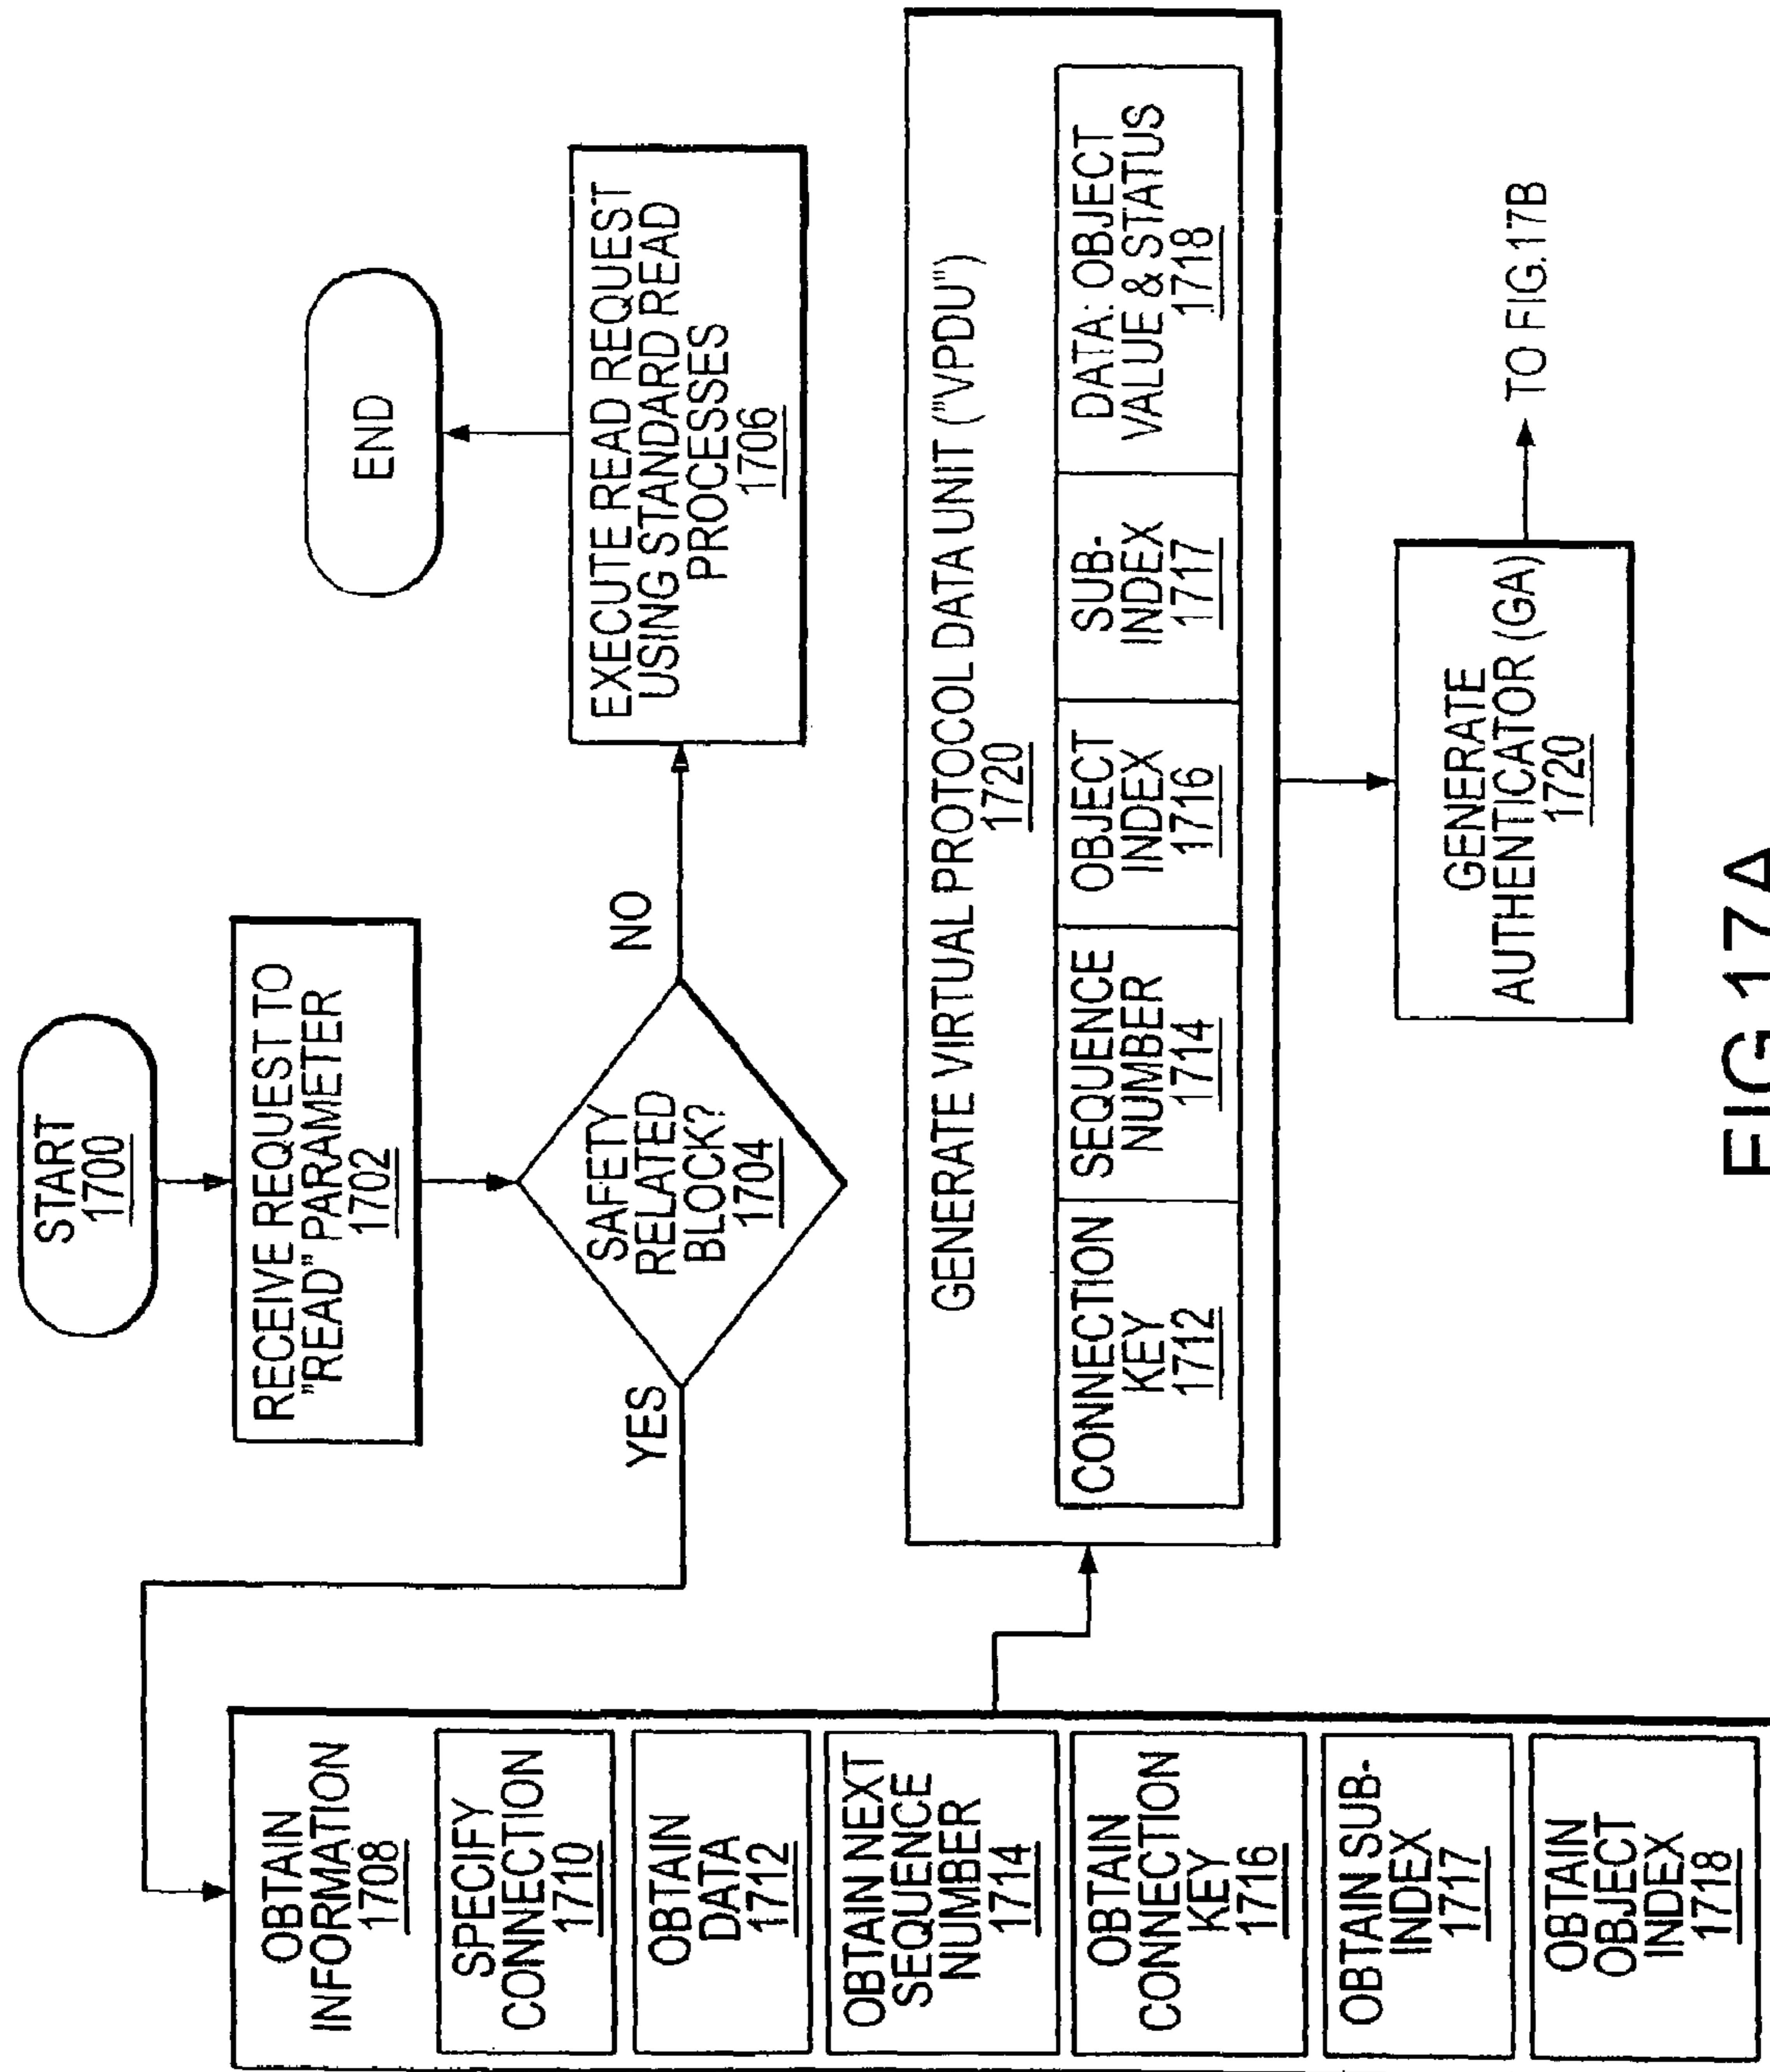 START
1700
RECEIVE REQUEST TO
"READ" PARAMETER
1702
SAFETY
RELATED
BLOCK?
1704
YES
NO
EXECUTE READ REQUEST
USING STANDARD READ
PROCESSES
1706
END
OBTAIN
INFORMATION
1708
SPECIFY
CONNECTION
1710
OBTAIN
DATA
1712
OBTAIN NEXT
SEQUENCE
NUMBER
1714
OBTAIN
CONNECTION
KEY
1716
OBTAIN SUB-
INDEX
1717
OBTAIN
OBJECT
INDEX
1718
GENERATE VIRTUAL PROTOCOL DATA UNIT ("VPDU")
1720
CONNECTION
KEY
1712
SEQUENCE
NUMBER
1714
OBJECT
INDEX
1716
SUB-
INDEX
1717
DATA: OBJECT
VALUE & STATUS
1718
GENERATE
AUTHENTICATOR (GA)
1720
TO FIG.17B
FIG.17A